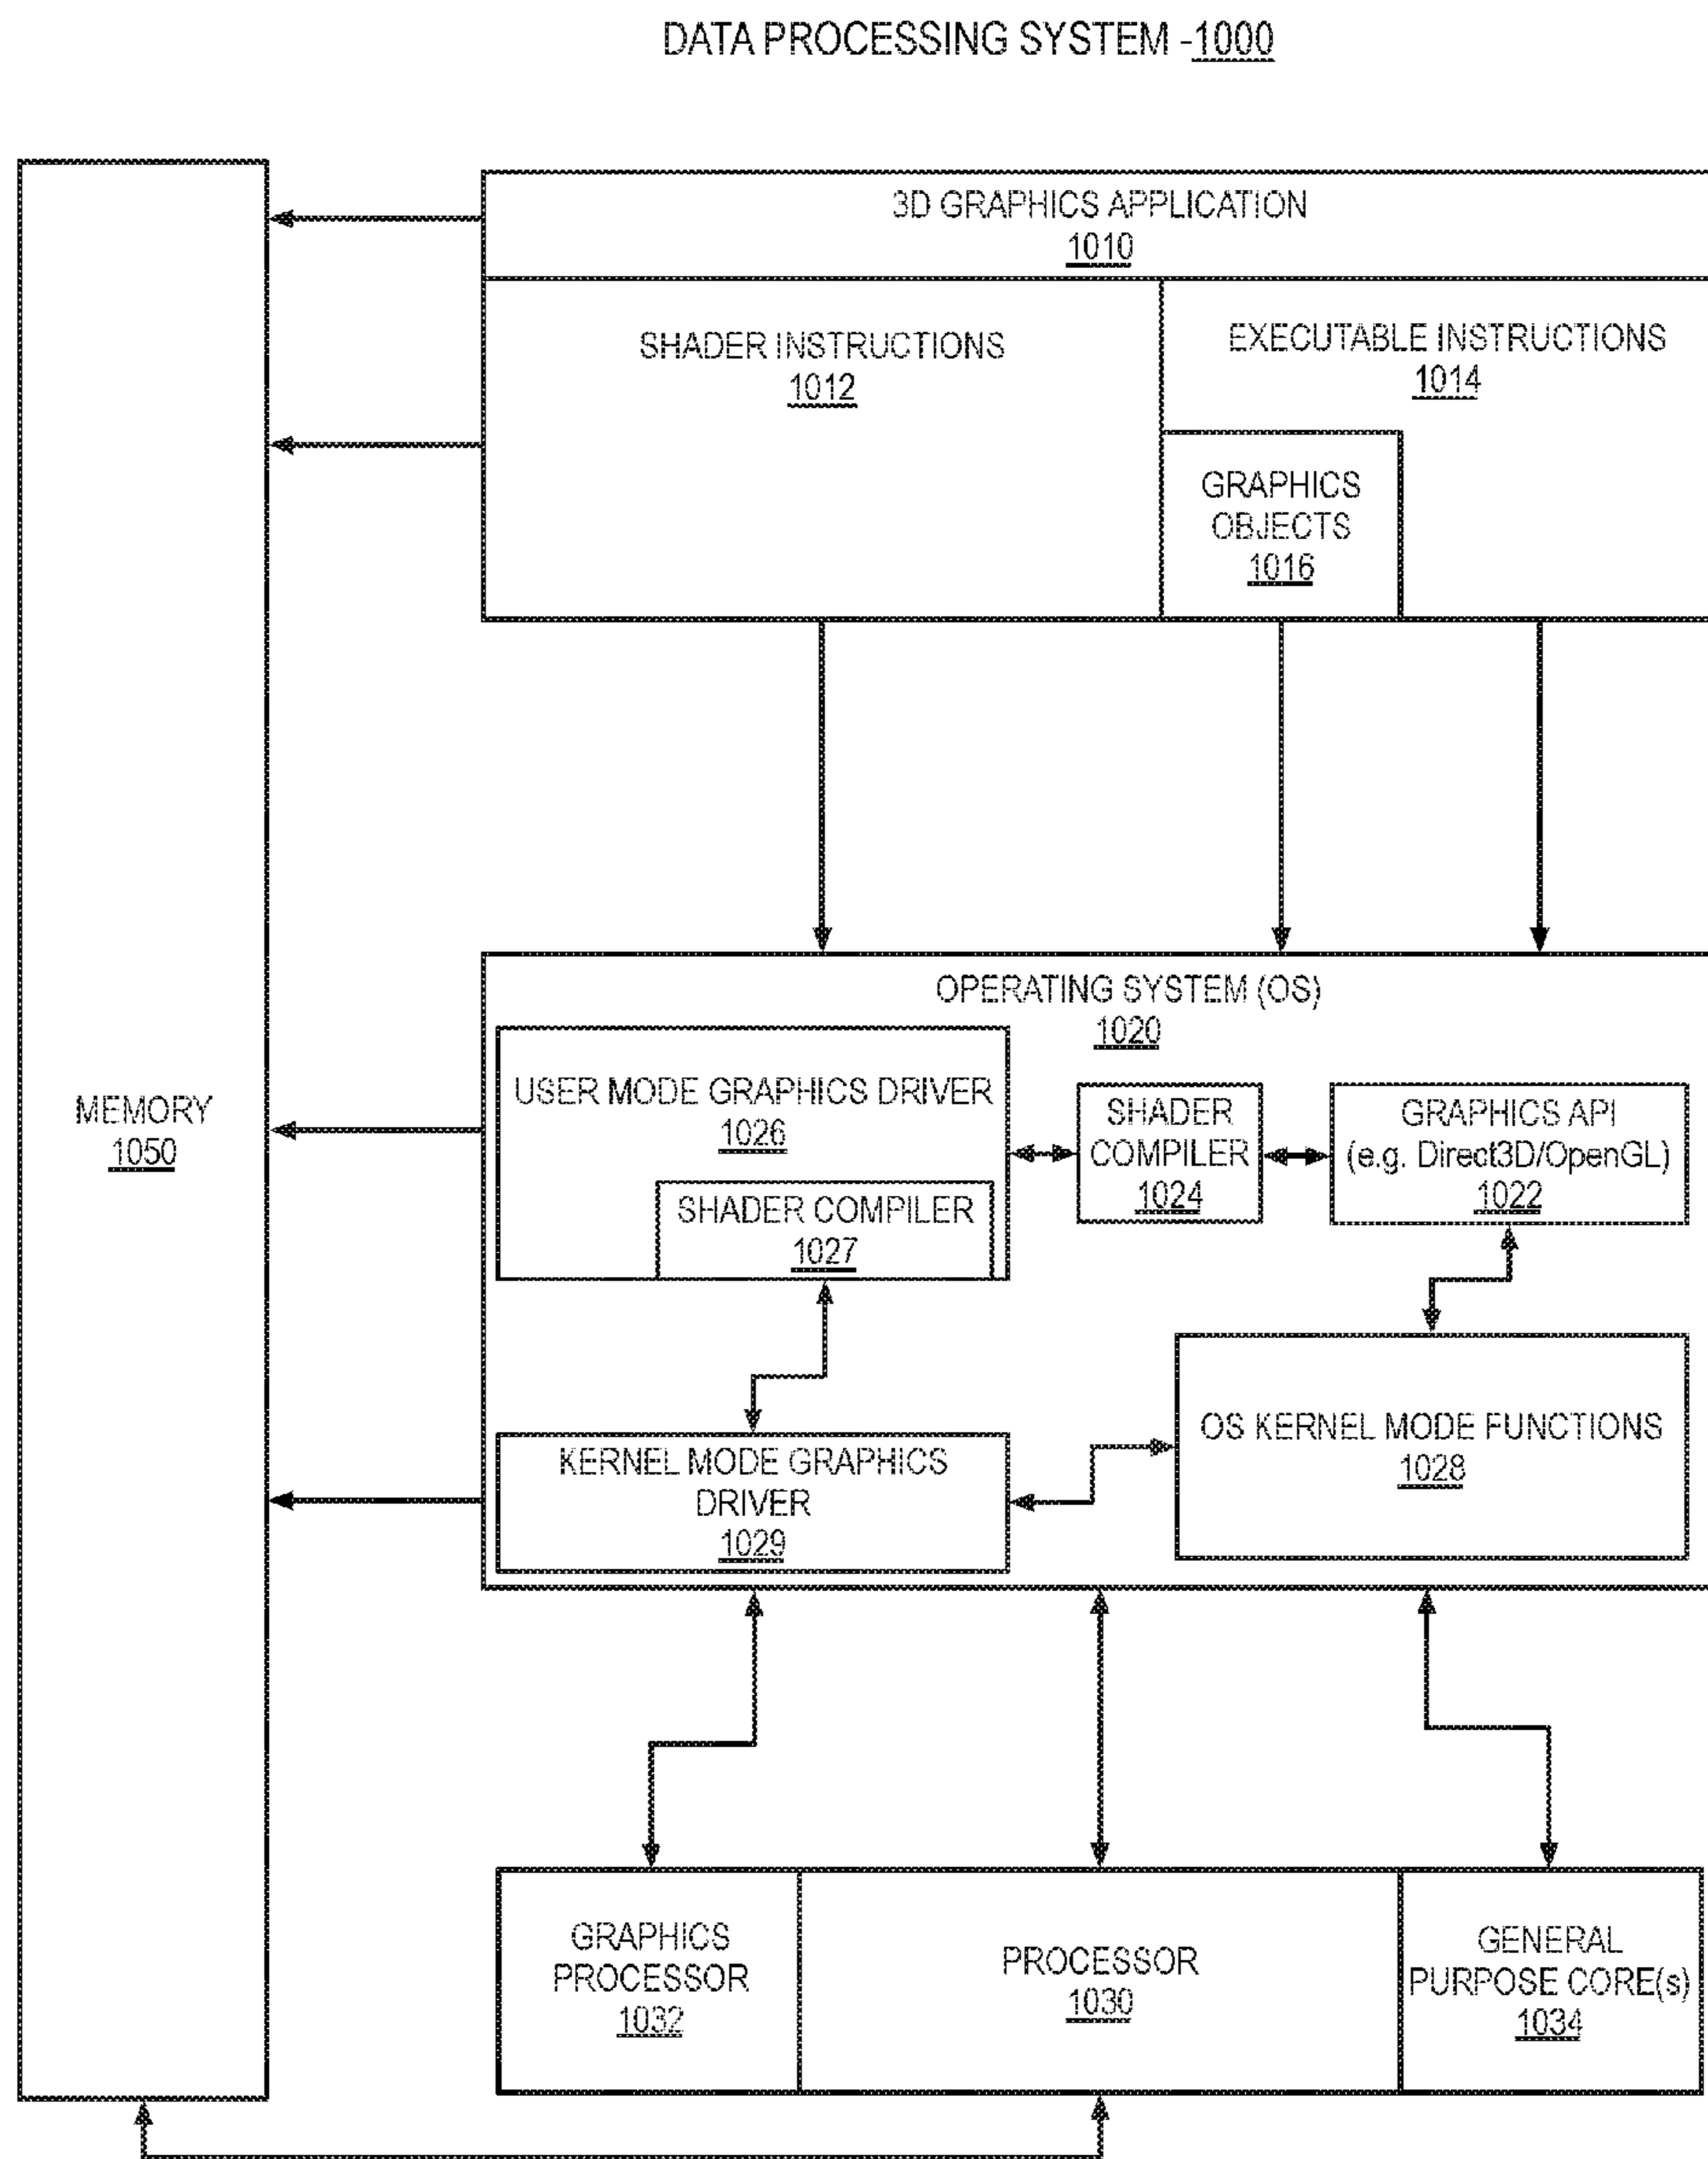 DATA PROCESSING SYSTEM -1000
3D GRAPHICS APPLICATION
1010
SHADER INSTRUCTIONS
1012
EXECUTABLE INSTRUCTIONS
1014
GRAPHICS
OBJECTS
1016
OPERATING SYSTEM (OS)
1020
USER MODE GRAPHICS DRIVER
1026
SHADER COMPILER
1027
SHADER
COMPILER
1024
GRAPHICS API
(e.g. Direct3D/OpenGL)
1022
MEMORY
1050
OS KERNEL MODE FUNCTIONS
1028
KERNEL MODE GRAPHICS
DRIVER
1029
GRAPHICS
PROCESSOR
1032
PROCESSOR
1030
GENERAL
PURPOSE CORE(s)
1034